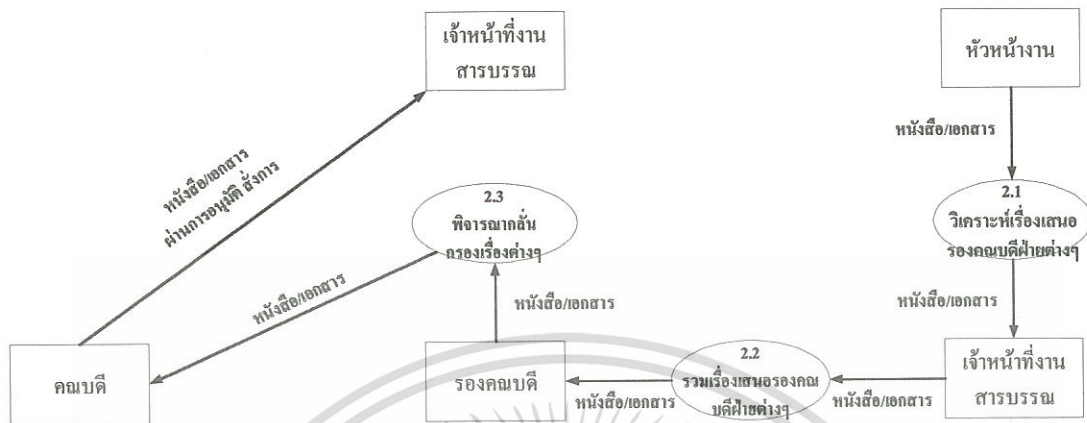 เจ้าหน้าที่งาน
สารบรรณ
หัวหน้างาน
หนังสือ/เอกสาร
หนังสือ/เอกสาร
ผ่านการอนุมัติ สั่งการ
2.3
พิจารณากลั่น
กรองเรื่องต่างๆ
2.1
วิเคราะห์เรื่องเสนอ
รองคณบดีฝ่ายต่างๆ
หนังสือ/เอกสาร
หนังสือ/เอกสาร
หนังสือ/เอกสาร
คณบดี
รองคณบดี
2.2
รวมเรื่องเสนอรองคณ
บดีฝ่ายต่างๆ
เจ้าหน้าที่งาน
สารบรรณ
หนังสือ/เอกสาร
หนังสือ/เอกสาร